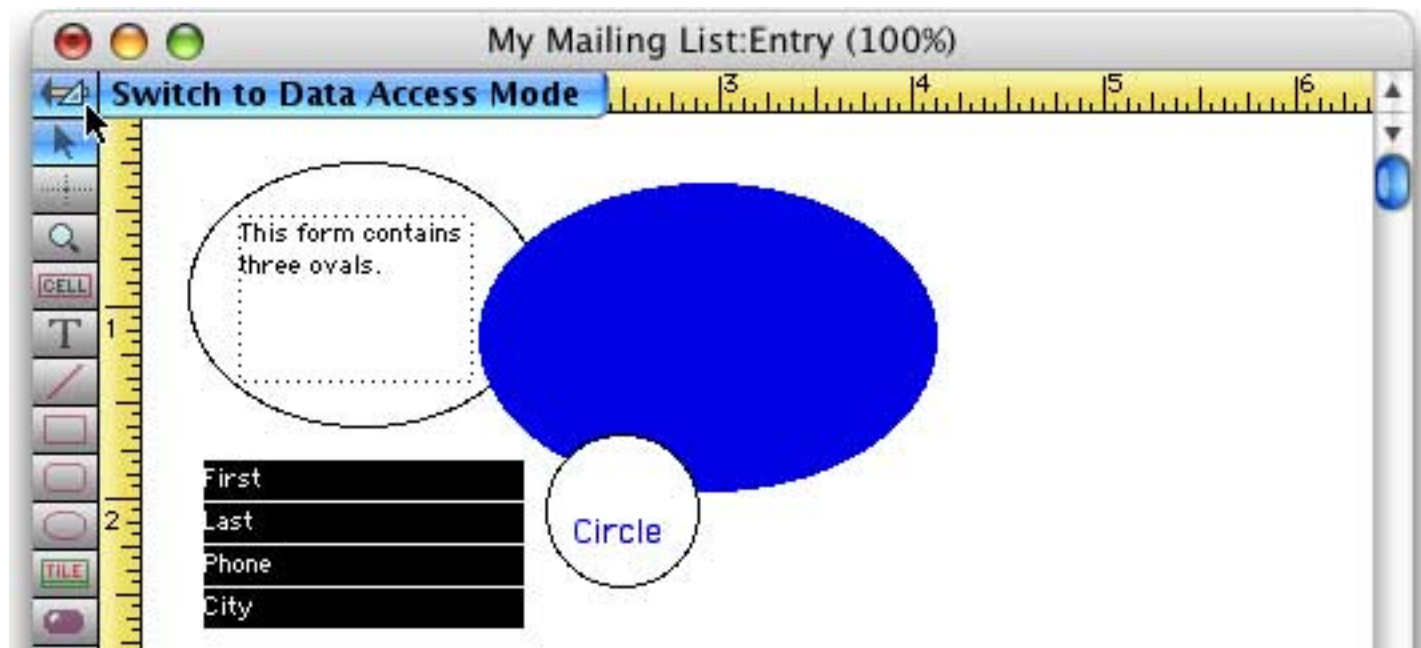 My Mailing List:Entry (100%)
Switch to Data Access Mode
3
4
5
6
This form contains
three ovals.
CELL
T
1
First
Last
2
Circle
Phone
TILE
City